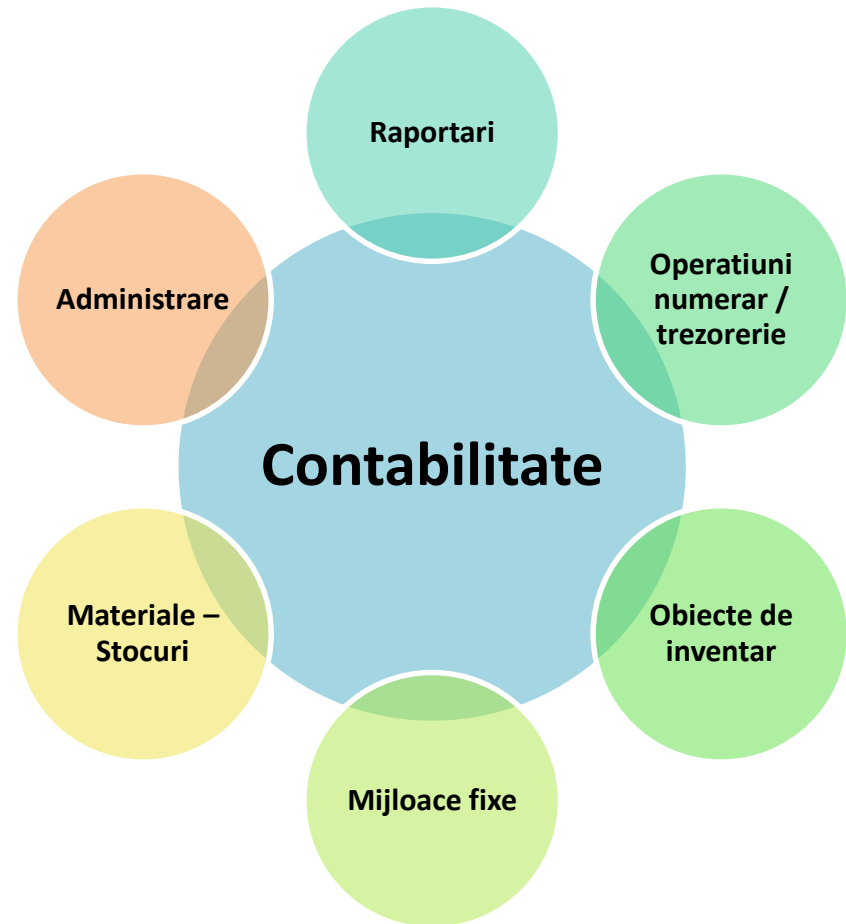 Raportari
Operatiuni
numerar /
trezorerie
Administrare
Contabilitate
Materiale –
Stocuri
Obiecte de
inventar
Mijloace fixe